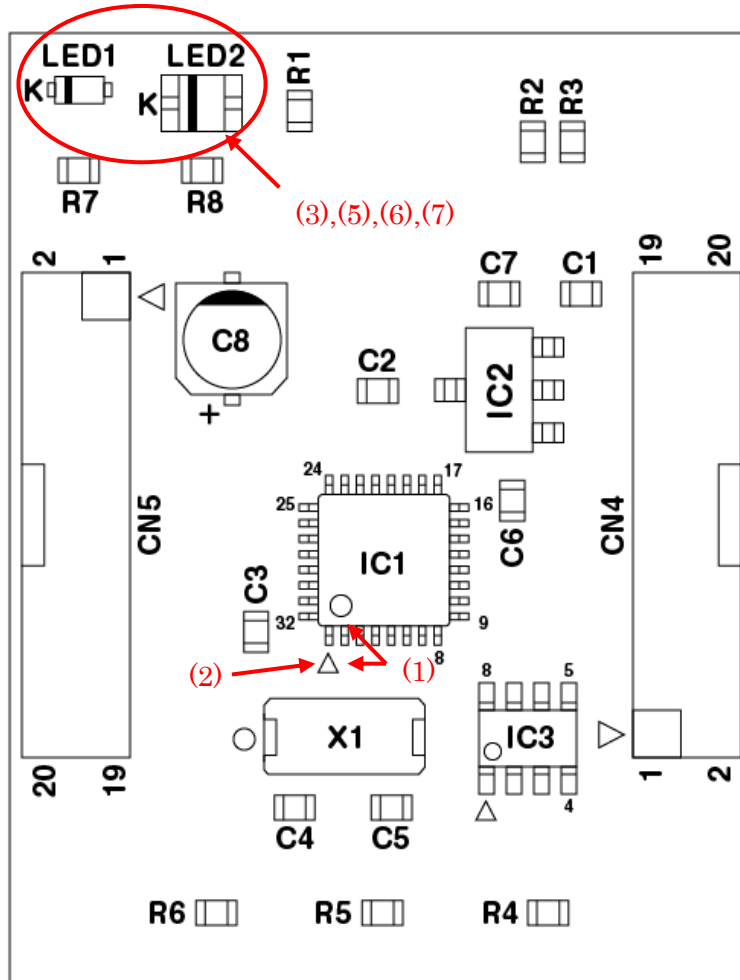 LED1 LED2
K K R1
R2 R3
R7 R8
(3),(5),(6),(7)
2 1
19 20
C7 C1
C8
+
C2
IC2
24 17
25 16
CN5
IC1
C6
CN4
C3
32 9
8
(2) (1)
X1
8 5
IC3
4
20 19
1 2
C4 C5
R6 R5 R4